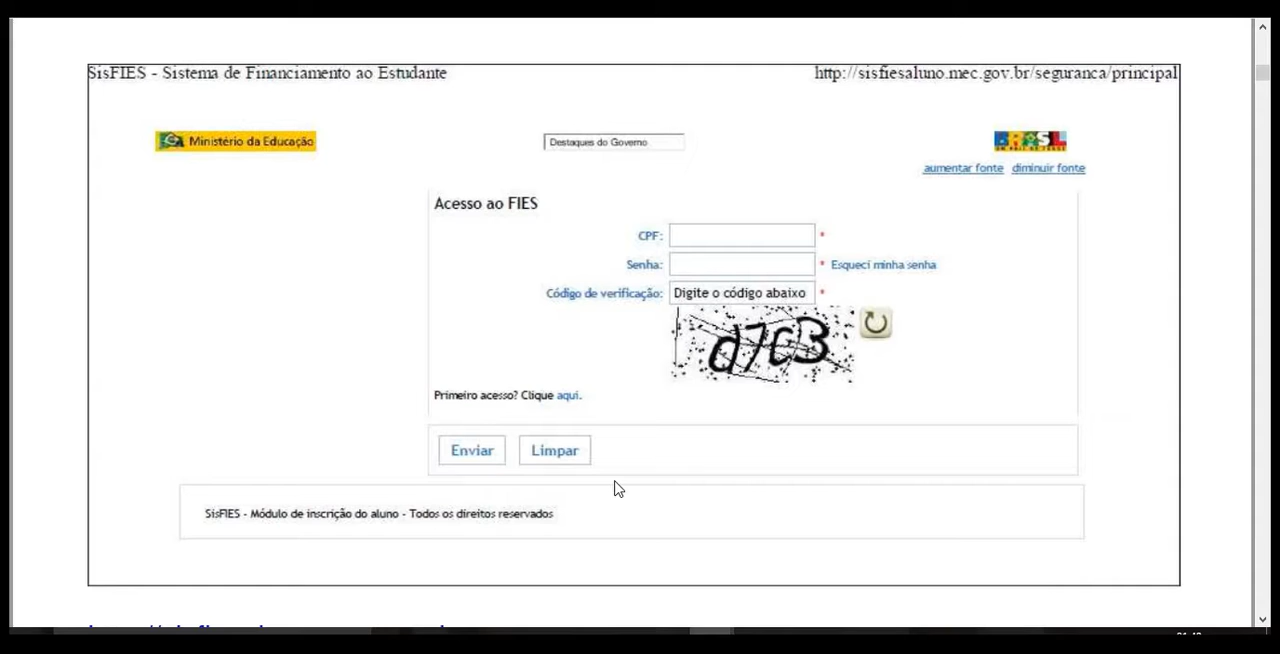 SisFIES - Sistema de Financiamento ao Estudante
http://sisfiesaluno.mec.gov.br/seguranca/principal
Ministério da Educação
Destaques do Governo
BRASIL
aumentar fonte diminuir fonte
Acesso ao FIES
CPF: *
Senha: * Esqueci minha senha
Código de verificação: Digite o código abaixo *
d7CB
Primeiro acesso? Clique aqui.
Enviar Limpar
SisFIES - Módulo de inscrição do aluno - Todos os direitos reservados